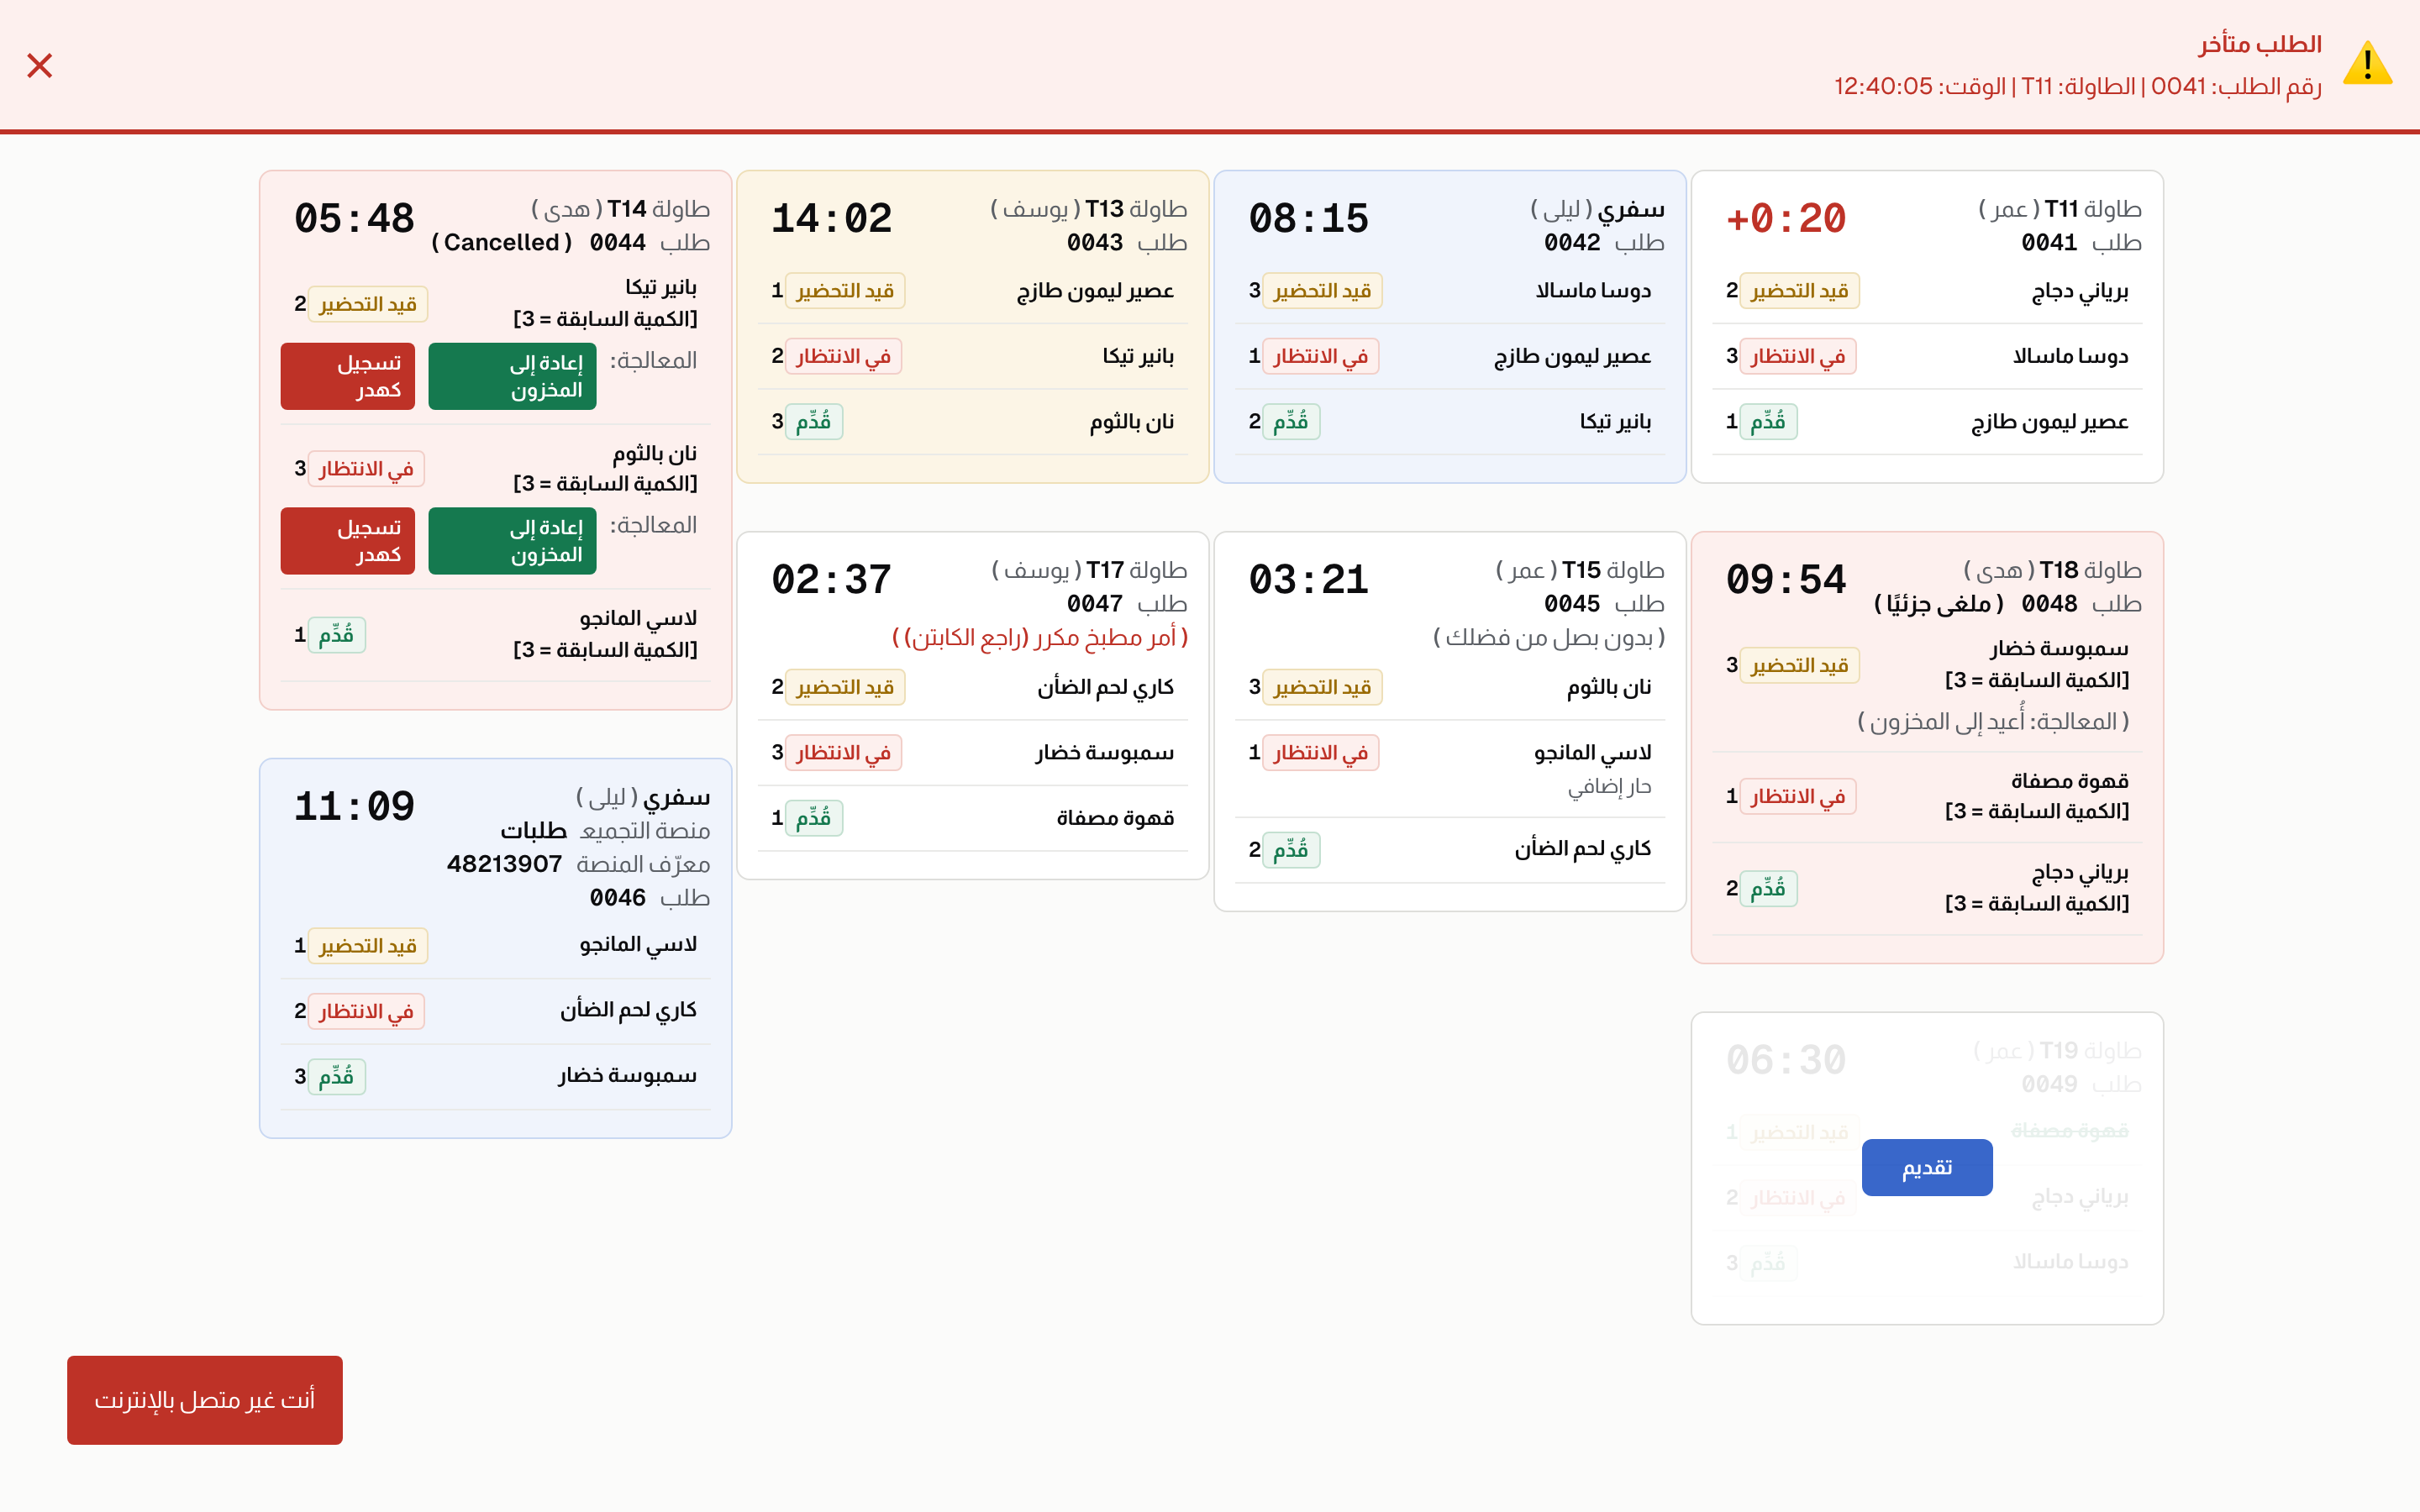 الطلب متأخر
رقم الطلب: 0041 | الطاولة: T11 | الوقت: 12:40:05
طاولة T11 ( عمر ) +0:20
طلب 0041
برياني دجاج قيد التحضير 2
دوسا ماسالا في الانتظار 3
عصير ليمون طازج قُدِّم 1
سفري ( ليلى ) 08:15
طلب 0042
دوسا ماسالا قيد التحضير 3
عصير ليمون طازج في الانتظار 1
بانير تيكا قُدِّم 2
طاولة T13 ( يوسف ) 14:02
طلب 0043
عصير ليمون طازج قيد التحضير 1
بانير تيكا في الانتظار 2
نان بالثوم قُدِّم 3
طاولة T14 ( هدى ) 05:48
طلب 0044 ( Cancelled )
بانير تيكا قيد التحضير 2
[الكمية السابقة = 3]
المعالجة: إعادة إلى المخزون تسجيل كهدر
نان بالثوم في الانتظار 3
[الكمية السابقة = 3]
المعالجة: إعادة إلى المخزون تسجيل كهدر
لاسي المانجو قُدِّم 1
[الكمية السابقة = 3]
طاولة T18 ( هدى ) 09:54
طلب 0048 ( ملغى جزئيًا )
سمبوسة خضار قيد التحضير 3
[الكمية السابقة = 3]
( المعالجة: أُعيد إلى المخزون )
قهوة مصفاة في الانتظار 1
[الكمية السابقة = 3]
برياني دجاج قُدِّم 2
[الكمية السابقة = 3]
طاولة T15 ( عمر ) 03:21
طلب 0045
( بدون بصل من فضلك )
نان بالثوم قيد التحضير 3
لاسي المانجو في الانتظار 1
حار إضافي
كاري لحم الضأن قُدِّم 2
طاولة T17 ( يوسف ) 02:37
طلب 0047
( أمر مطبخ مكرر (راجع الكابتن) )
كاري لحم الضأن قيد التحضير 2
سمبوسة خضار في الانتظار 3
قهوة مصفاة قُدِّم 1
سفري ( ليلى ) 11:09
منصة التجميع طلبات
معرّف المنصة 48213907
طلب 0046
لاسي المانجو قيد التحضير 1
كاري لحم الضأن في الانتظار 2
سمبوسة خضار قُدِّم 3
طاولة T19 ( عمر ) 06:30
طلب 0049
قهوة مصفاة قيد التحضير 1
تقديم
برياني دجاج في الانتظار 2
دوسا ماسالا قُدِّم 3
أنت غير متصل بالإنترنت